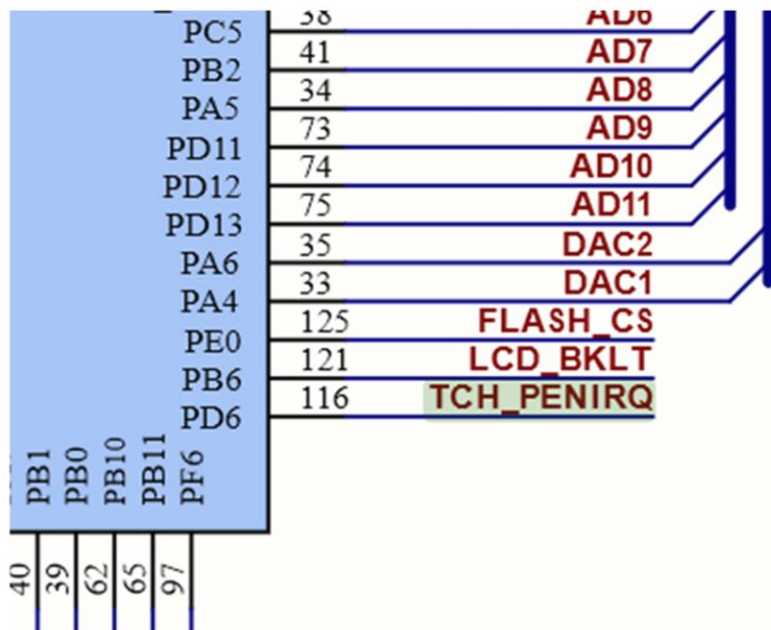 38 AD6
PC5
41 AD7
PB2
34 AD8
PA5
73 AD9
PD11
74 AD10
PD12
75 AD11
PD13
35 DAC2
PA6
33 DAC1
PA4
125 FLASH_CS
PE0
121 LCD_BKLT
PB6
116 TCH_PENIRQ
PD6
PB1
PB0
PB10
PB11
PF6
40
39
62
65
97